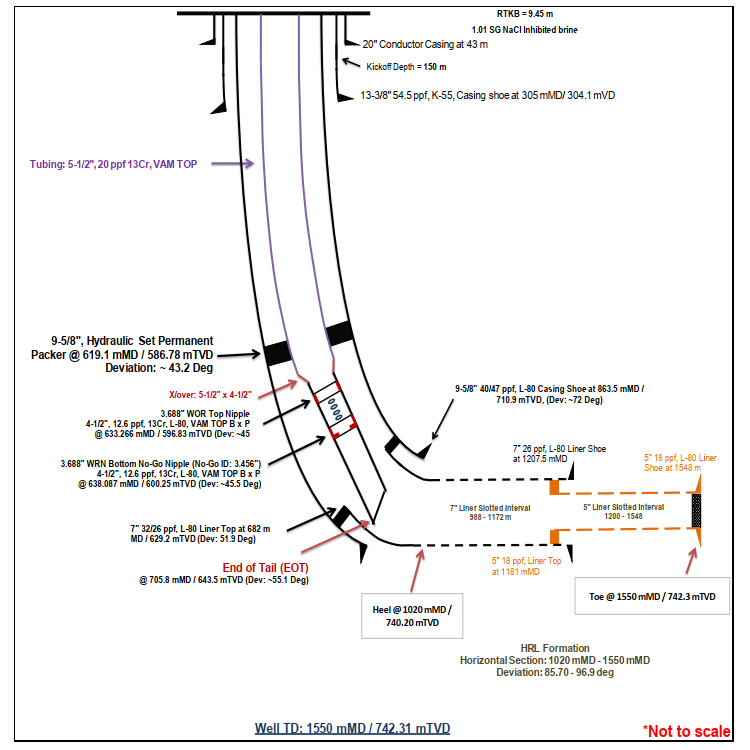 RTKB = 9.45 m
1.01 SG NaCl Inhibited brine
20" Conductor Casing at 43 m
Kickoff Depth = 150 m
13-3/8" 54.5 ppf, K-55, Casing shoe at 305 mMD/ 304.1 mVD
Tubing: 5-1/2", 20 ppf 13Cr, VAM TOP
9-5/8", Hydraulic Set Permanent
Packer @ 619.1 mMD / 586.78 mTVD
Deviation: ~ 43.2 Deg
X/over: 5-1/2" x 4-1/2"
3.688" WOR Top Nipple
4-1/2", 12.6 ppf, 13Cr, L-80, VAM TOP B x P
@ 633.266 mMD / 596.83 mTVD (Dev: ~45
3.688" WRN Bottom No-Go Nipple (No-Go ID: 3.456")
4-1/2", 12.6 ppf, 13Cr, L-80, VAM TOP B x P
@ 638.087 mMD / 600.25 mTVD (Dev: ~45.5 Deg)
9-5/8" 40/47 ppf, L-80 Casing Shoe at 863.5 mMD /
710.9 mTVD, (Dev: ~72 Deg)
7" 26 ppf, L-80 Liner Shoe
at 1207.5 mMD
5" 18 ppf, L-80 Liner
Shoe at 1548 m
7" Liner Slotted Interval
988 - 1172 m
5" Liner Slotted Interval
1200 - 1548
7" 32/26 ppf, L-80 Liner Top at 682 m
MD / 629.2 mTVD (Dev: 51.9 Deg)
End of Tail (EOT)
@ 705.8 mMD / 643.5 mTVD (Dev: ~55.1 Deg)
5" 18 ppf, Liner Top
at 1181 mMD
Heel @ 1020 mMD /
740.20 mTVD
Toe @ 1550 mMD / 742.3 mTVD
HRL Formation
Horizontal Section: 1020 mMD - 1550 mMD
Deviation: 85.70 - 96.9 deg
Well TD: 1550 mMD / 742.31 mTVD
*Not to scale